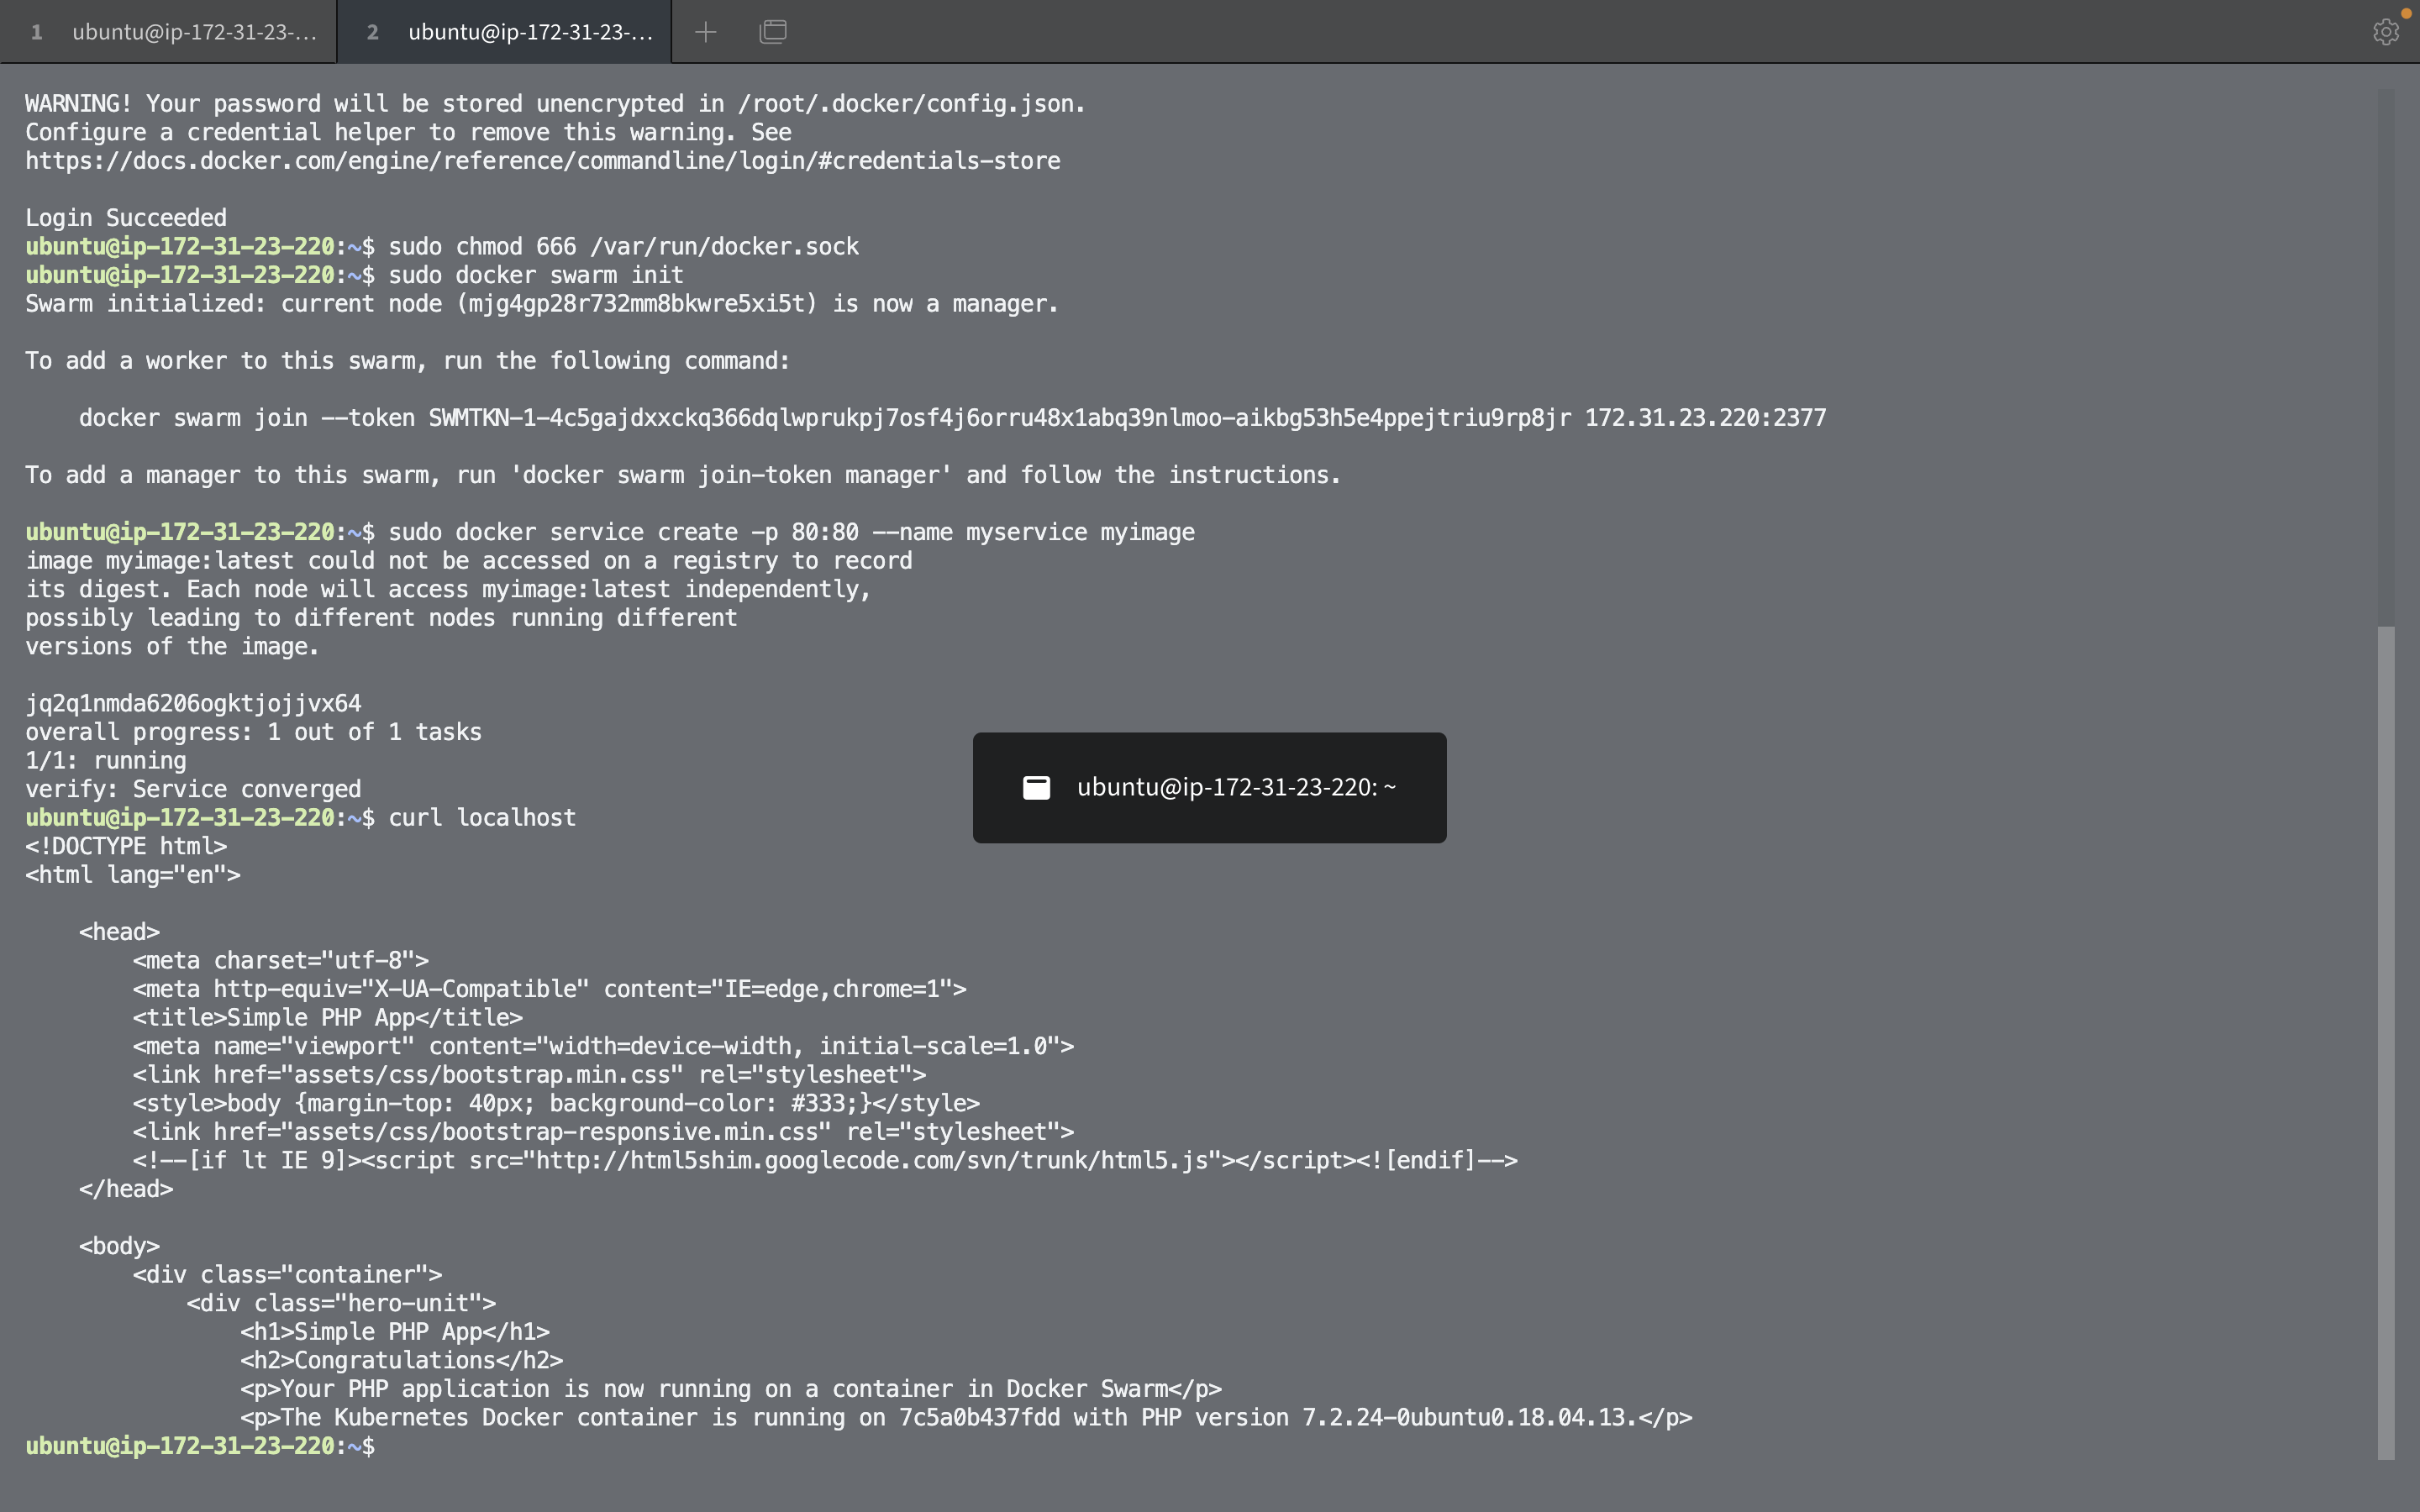 1 ubuntu@ip-172-31-23-... 2 ubuntu@ip-172-31-23-...
WARNING! Your password will be stored unencrypted in /root/.docker/config.json.
Configure a credential helper to remove this warning. See
https://docs.docker.com/engine/reference/commandline/login/#credentials-store

Login Succeeded
ubuntu@ip-172-31-23-220:~$ sudo chmod 666 /var/run/docker.sock
ubuntu@ip-172-31-23-220:~$ sudo docker swarm init
Swarm initialized: current node (mjg4gp28r732mm8bkwre5xi5t) is now a manager.

To add a worker to this swarm, run the following command:

    docker swarm join --token SWMTKN-1-4c5gajdxxckq366dqlwprukpj7osf4j6orru48x1abq39nlmoo-aikbg53h5e4ppejtriu9rp8jr 172.31.23.220:2377

To add a manager to this swarm, run 'docker swarm join-token manager' and follow the instructions.

ubuntu@ip-172-31-23-220:~$ sudo docker service create -p 80:80 --name myservice myimage
image myimage:latest could not be accessed on a registry to record
its digest. Each node will access myimage:latest independently,
possibly leading to different nodes running different
versions of the image.

jq2q1nmda6206ogktjojjvx64
overall progress: 1 out of 1 tasks
1/1: running
verify: Service converged
ubuntu@ip-172-31-23-220: ~
ubuntu@ip-172-31-23-220:~$ curl localhost
<!DOCTYPE html>
<html lang="en">

    <head>
        <meta charset="utf-8">
        <meta http-equiv="X-UA-Compatible" content="IE=edge,chrome=1">
        <title>Simple PHP App</title>
        <meta name="viewport" content="width=device-width, initial-scale=1.0">
        <link href="assets/css/bootstrap.min.css" rel="stylesheet">
        <style>body {margin-top: 40px; background-color: #333;}</style>
        <link href="assets/css/bootstrap-responsive.min.css" rel="stylesheet">
        <!--[if lt IE 9]><script src="http://html5shim.googlecode.com/svn/trunk/html5.js"></script><![endif]-->
    </head>

    <body>
        <div class="container">
            <div class="hero-unit">
                <h1>Simple PHP App</h1>
                <h2>Congratulations</h2>
                <p>Your PHP application is now running on a container in Docker Swarm</p>
                <p>The Kubernetes Docker container is running on 7c5a0b437fdd with PHP version 7.2.24-0ubuntu0.18.04.13.</p>
ubuntu@ip-172-31-23-220:~$